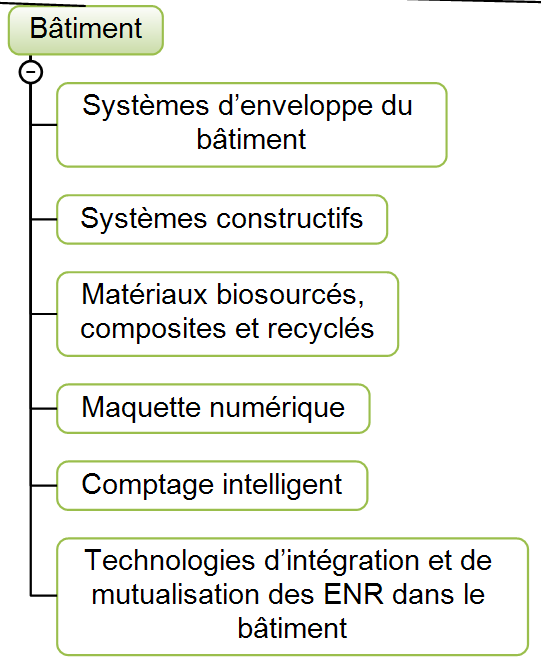 Bâtiment
Systèmes d’enveloppe du
bâtiment
Systèmes constructifs
Matériaux biosourcés,
composites et recyclés
Maquette numérique
Comptage intelligent
Technologies d’intégration et de
mutualisation des ENR dans le
bâtiment